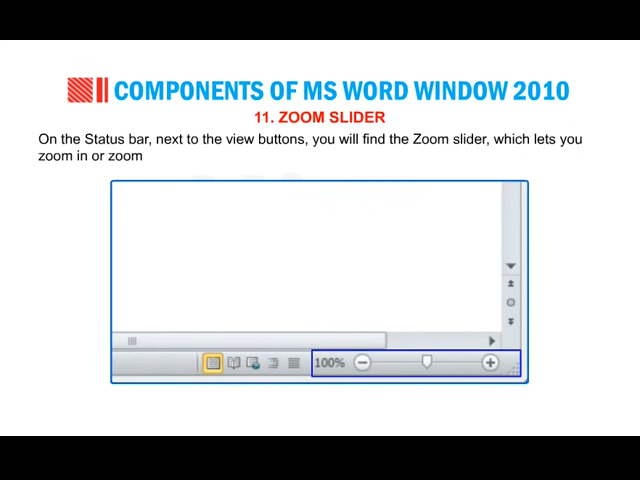 COMPONENTS OF MS WORD WINDOW 2010
11. ZOOM SLIDER
On the Status bar, next to the view buttons, you will find the Zoom slider, which lets you
zoom in or zoom
100%